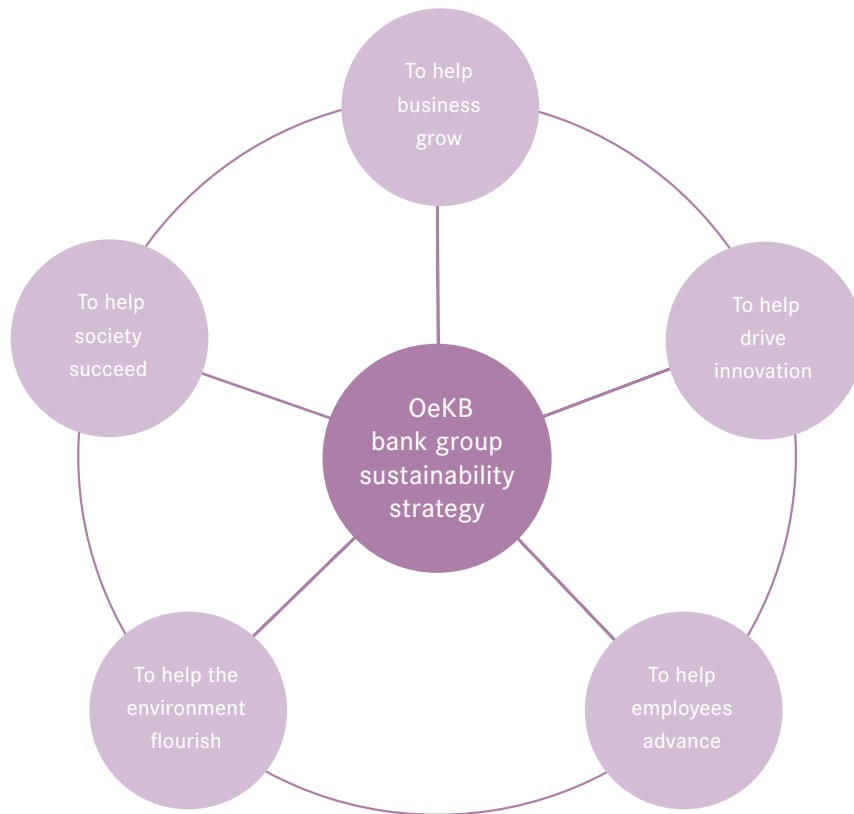 To help
business
grow
To help
society
succeed
To help
drive
innovation
OeKB
bank group
sustainability
strategy
To help the
environment
flourish
To help
employees
advance